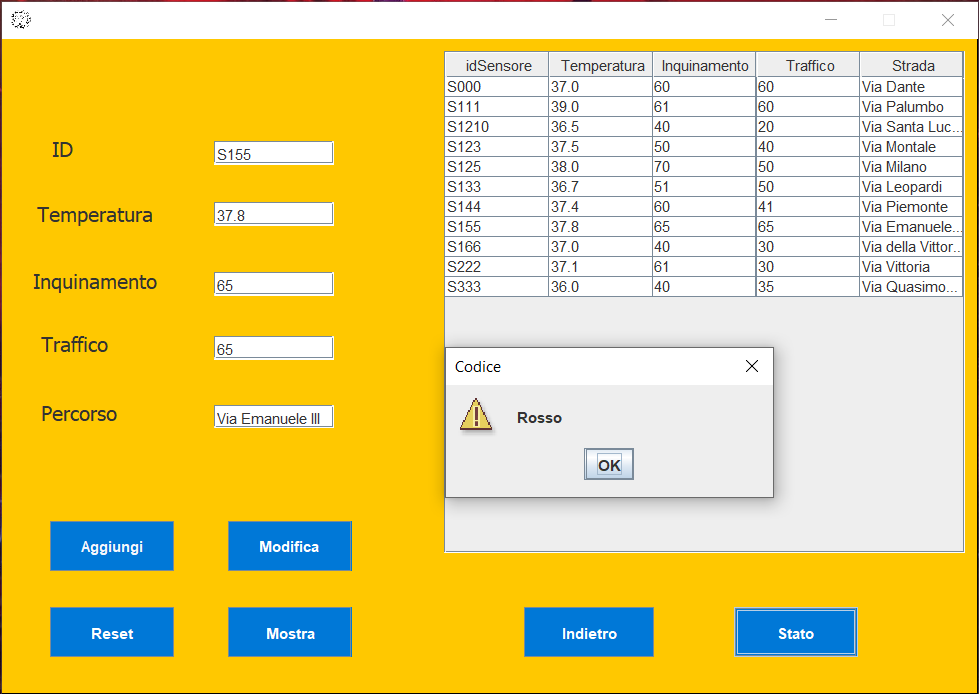 ID
S155
Temperatura
37.8
Inquinamento
65
Traffico
65
Percorso
Via Emanuele III
Aggiungi
Modifica
Reset
Mostra
idSensore Temperatura Inquinamento Traffico Strada
S000 37.0 60 60 Via Dante
S111 39.0 61 60 Via Palumbo
S1210 36.5 40 20 Via Santa Luc...
S123 37.5 50 40 Via Montale
S125 38.0 70 50 Via Milano
S133 36.7 51 50 Via Leopardi
S144 37.4 60 41 Via Piemonte
S155 37.8 65 65 Via Emanuele...
S166 37.0 40 30 Via della Vittor...
S222 37.1 61 30 Via Vittoria
S333 36.0 40 35 Via Quasimo...
Codice
Rosso
OK
Indietro
Stato